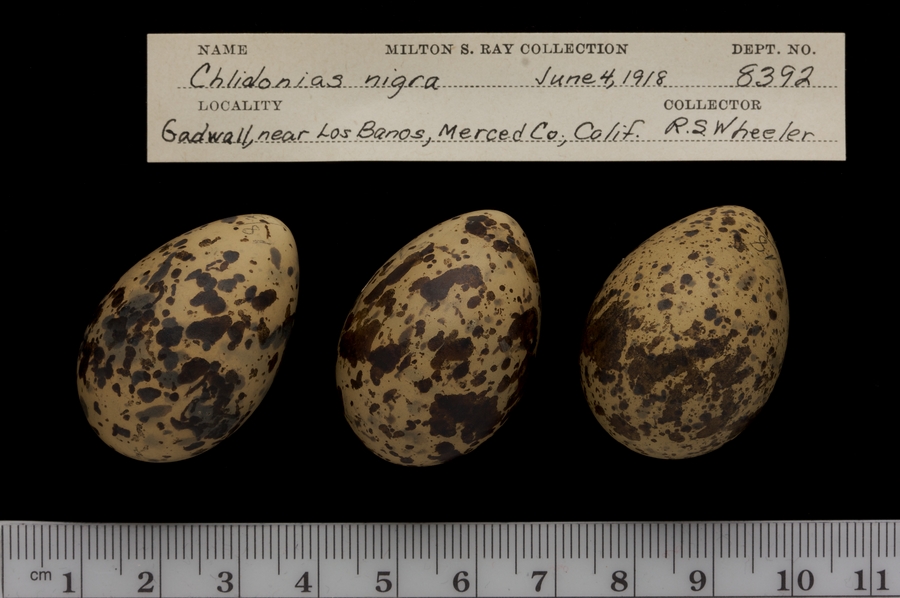 NAME MILTON S. RAY COLLECTION DEPT. NO.
Chlidonias nigra June 4, 1918 8392
LOCALITY COLLECTOR
Gadwall, near Los Banos, Merced Co., Calif. R.S. Wheeler
cm 1 2 3 4 5 6 7 8 9 10 11